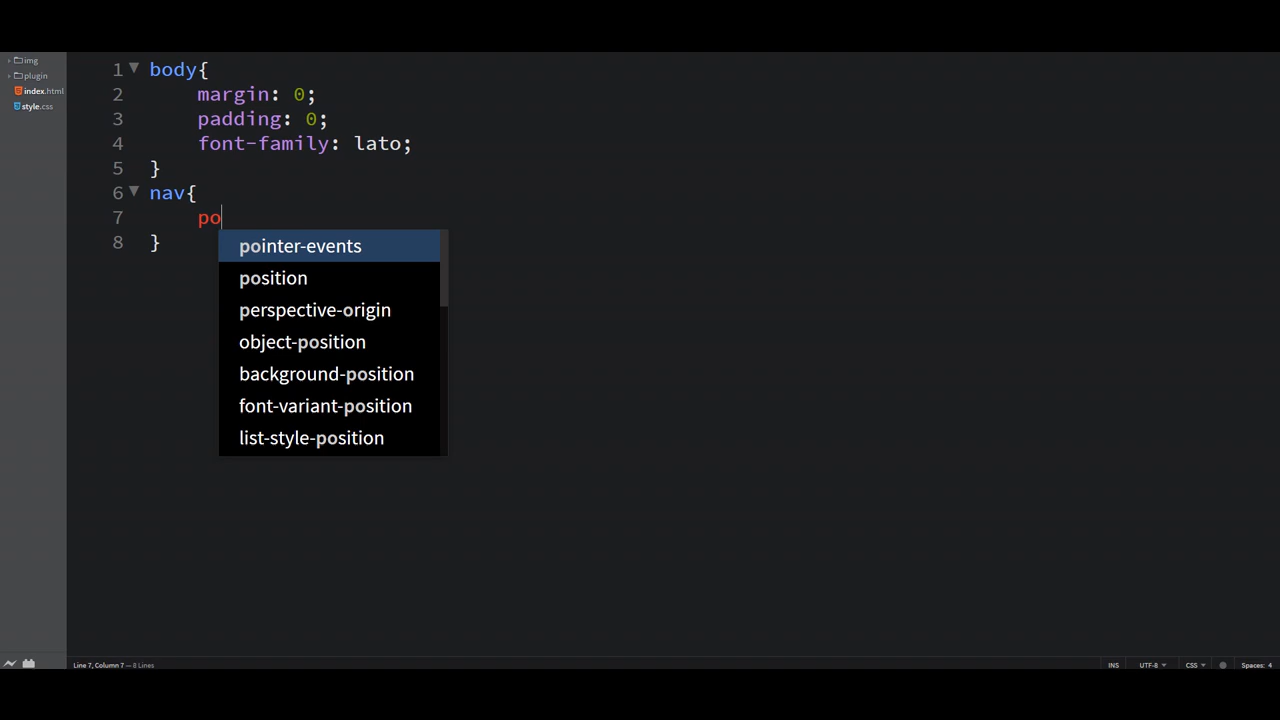 img
plugin
index.html
style.css
1 body{
2 margin: 0;
3 padding: 0;
4 font-family: lato;
5 }
6 nav{
7 po
8 }
pointer-events
position
perspective-origin
object-position
background-position
font-variant-position
list-style-position
Line 7, Column 7 — 8 Lines
INS UTF-8 CSS Spaces: 4